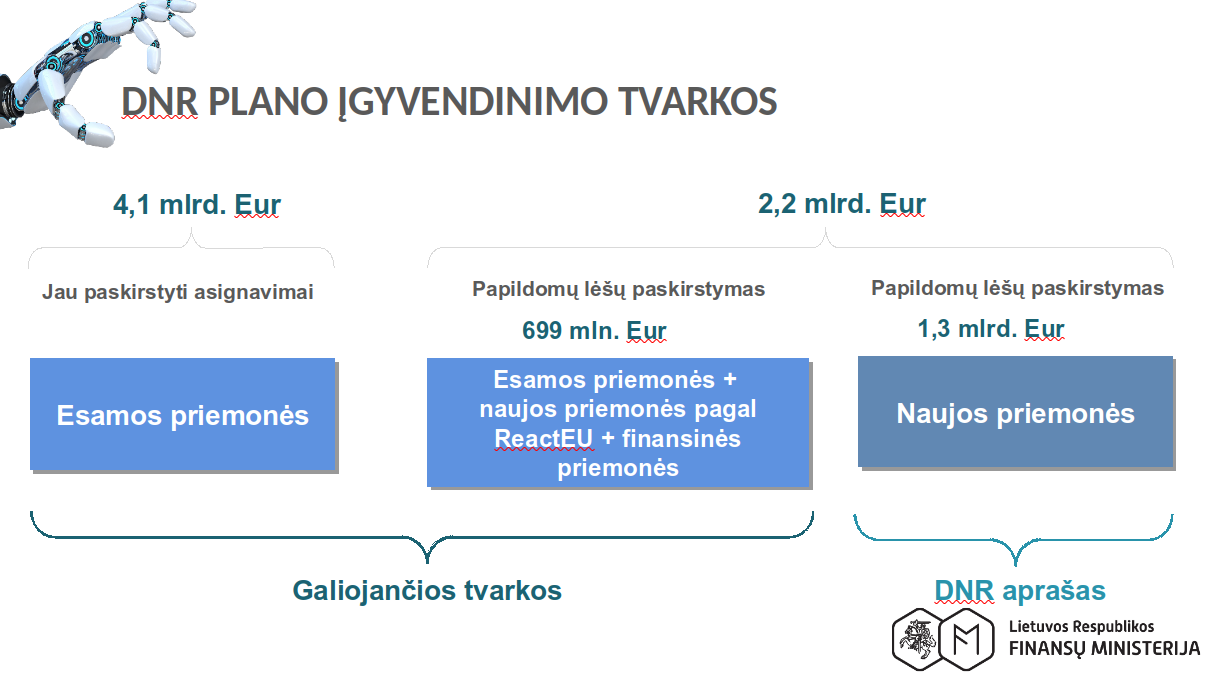 DNR PLANO ĮGYVENDINIMO TVARKOS
4,1 mlrd. Eur
2,2 mlrd. Eur
Jau paskirstyti asignavimai
Papildomų lėšų paskirstymas
Papildomų lėšų paskirstymas
699 mln. Eur
1,3 mlrd. Eur
Esamos priemonės
Esamos priemonės +
naujos priemonės pagal
ReactEU + finansinės
priemonės
Naujos priemonės
Galiojančios tvarkos
DNR aprašas
Lietuvos Respublikos
FINANSŲ MINISTERIJA